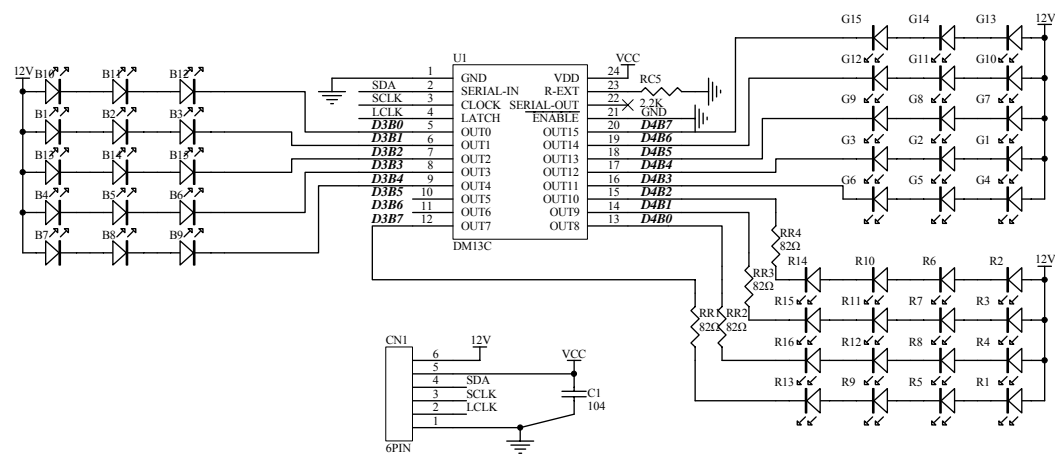 12V
B10 B11 B12
B1 B2 B3
B13 B14 B15
B4 B5 B6
B7 B8 B9
U1
1 GND
SDA 2 SERIAL-IN
SCLK 3 CLOCK
LCLK 4 LATCH
D3B0 5 OUT0
D3B1 6 OUT1
D3B2 7 OUT2
D3B3 8 OUT3
D3B4 9 OUT4
D3B5 10 OUT5
D3B6 11 OUT6
D3B7 12 OUT7
DM13C
VCC
VDD 24
R-EXT 23 RC5
SERIAL-OUT 22 2.2K
ENABLE 21 GND
OUT15 20 D4B7
OUT14 19 D4B6
OUT13 18 D4B5
OUT12 17 D4B4
OUT11 16 D4B3
OUT10 15 D4B2
OUT9 14 D4B1
OUT8 13 D4B0
G15 G14 G13 12V
G12 G11 G10
G9 G8 G7
G3 G2 G1
G6 G5 G4
RR4
82Ω
RR3
82Ω
RR1 RR2
82Ω 82Ω
R14 R10 R6 R2 12V
R15 R11 R7 R3
R16 R12 R8 R4
R13 R9 R5 R1
CN1
6 12V
5 VCC
4 SDA
3 SCLK
2 LCLK
1
6PIN
C1
104